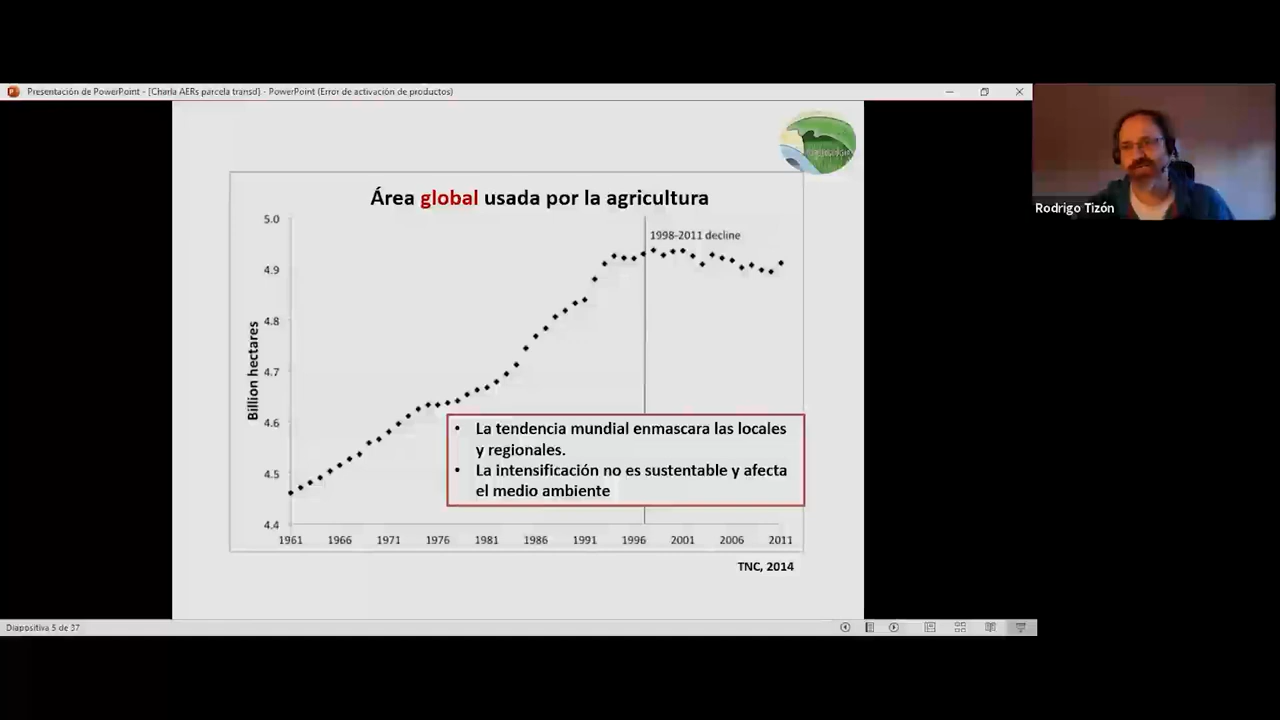 Presentación de PowerPoint - [Charla AERs parcela transd] - PowerPoint (Error de activación de productos)
Rodrigo Tizón
Área global usada por la agricultura
1998-2011 decline
Billion hectares
5.0
4.9
4.8
4.7
4.6
4.5
4.4
La tendencia mundial enmascara las locales
y regionales.
La intensificación no es sustentable y afecta
el medio ambiente
1961 1966 1971 1976 1981 1986 1991 1996 2001 2006 2011
TNC, 2014
Diapositiva 5 de 37